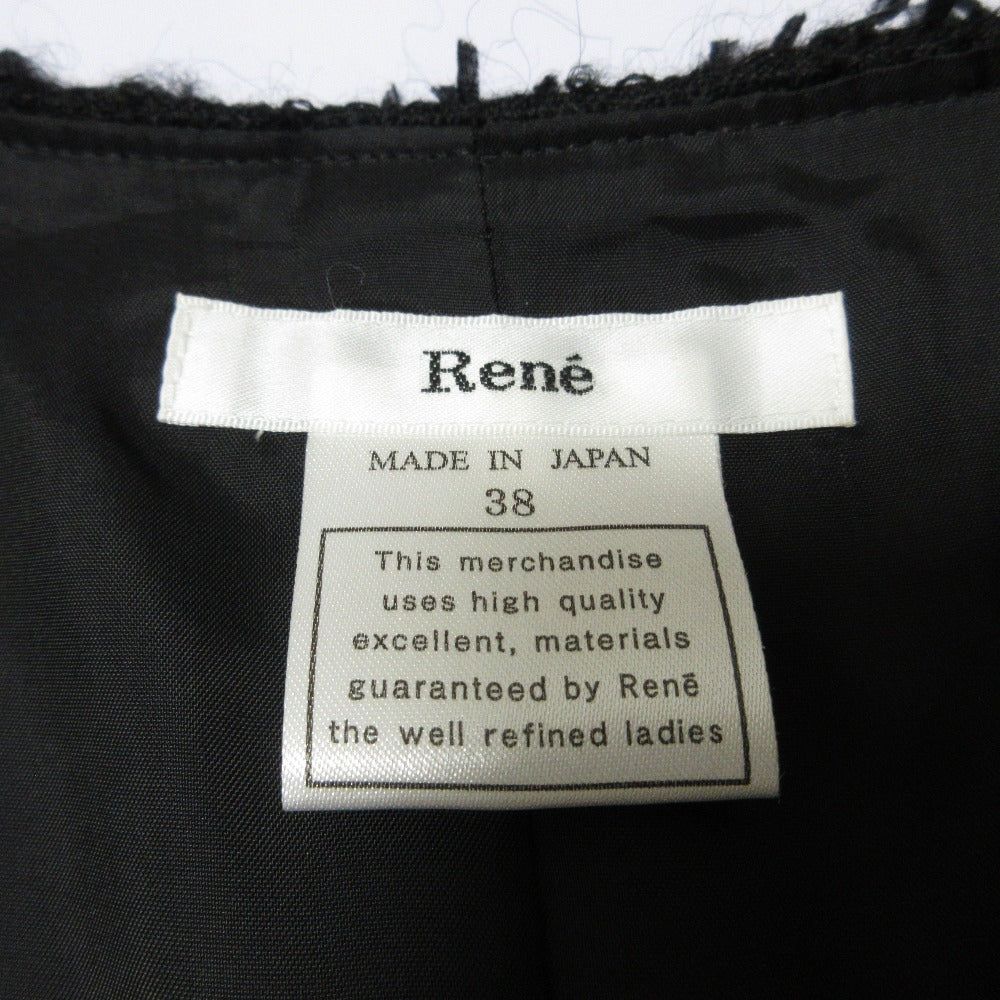 René
MADE IN JAPAN
38
This merchandise
uses high quality
excellent, materials
guaranteed by René
the well refined ladies